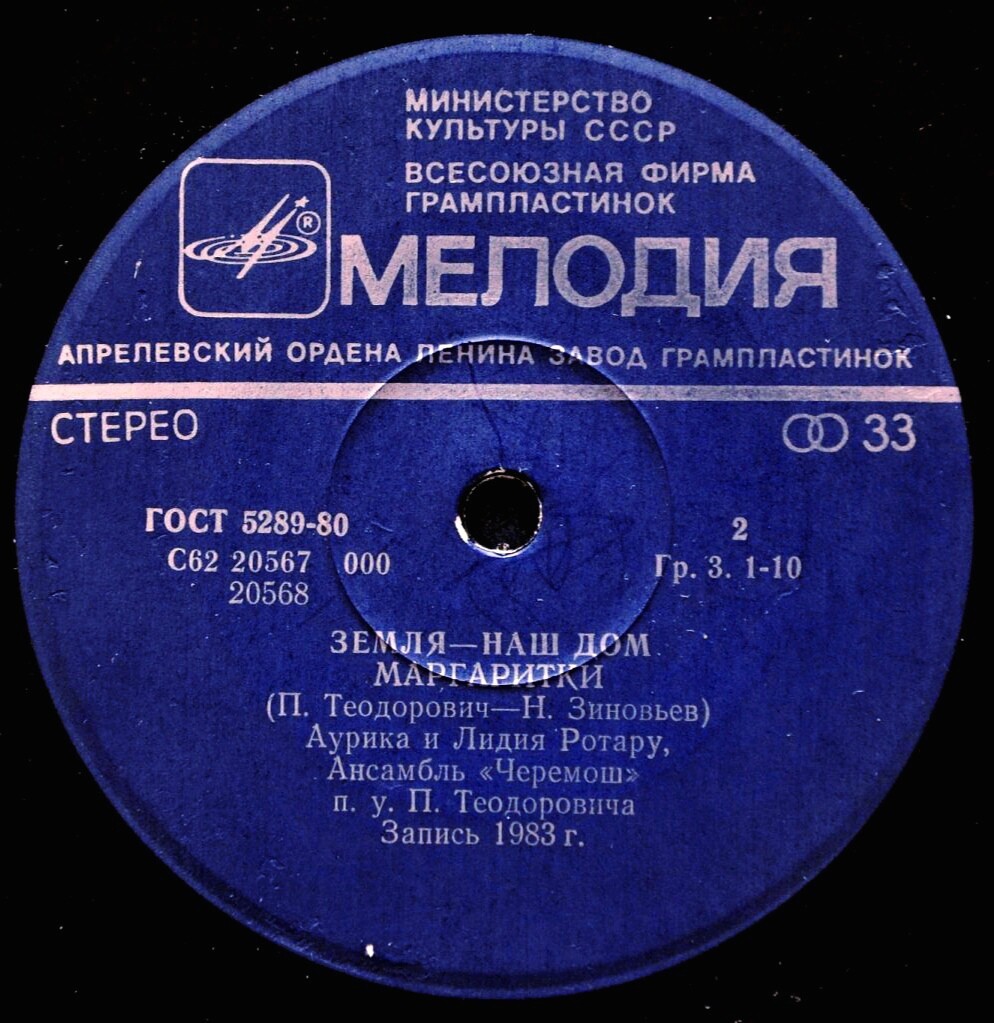 МИНИСТЕРСТВО
КУЛЬТУРЫ СССР
ВСЕСОЮЗНАЯ ФИРМА
ГРАМПЛАСТИНОК
®
МЕЛОДИЯ
АПРЕЛЕВСКИЙ ОРДЕНА ЛЕНИНА ЗАВОД ГРАМПЛАСТИНОК
СТЕРЕО 33
ГОСТ 5289-80 2
С62 20567 000 Гр. 3. 1-10
20568
ЗЕМЛЯ—НАШ ДОМ
МАРГАРИТКИ
(П. Теодорович—Н. Зиновьев)
Аурика и Лидия Ротару,
Ансамбль «Черемош»
п. у. П. Теодоровича
Запись 1983 г.